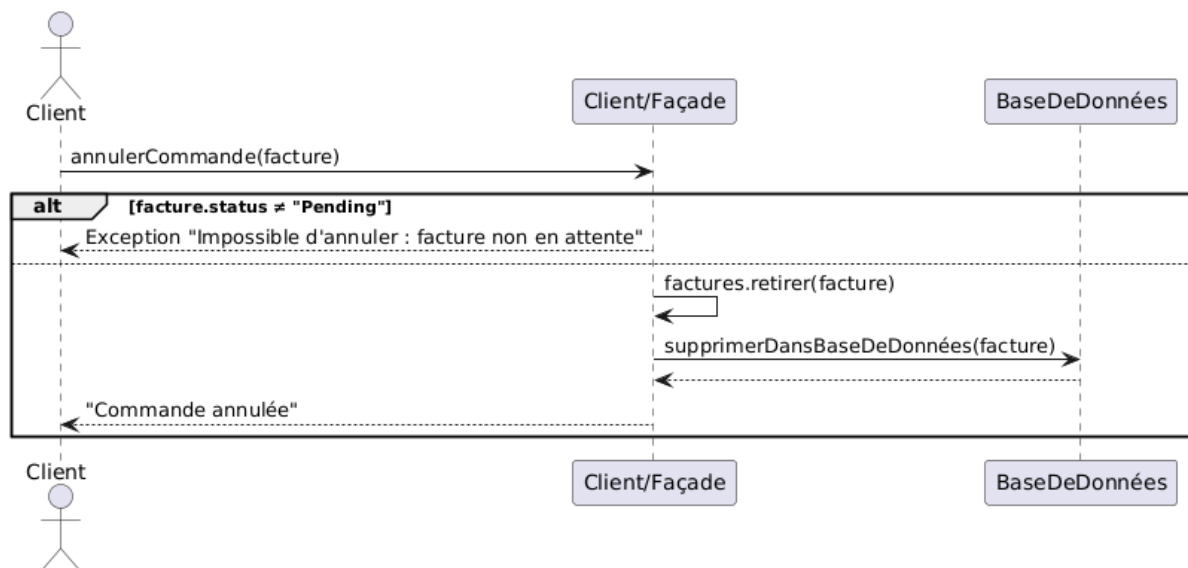 Client
Client/Façade
BaseDeDonnées
annulerCommande(facture)
alt
[facture.status ≠ "Pending"]
Exception "Impossible d'annuler : facture non en attente"
factures.retirer(facture)
supprimerDansBaseDeDonnées(facture)
"Commande annulée"
Client
Client/Façade
BaseDeDonnées